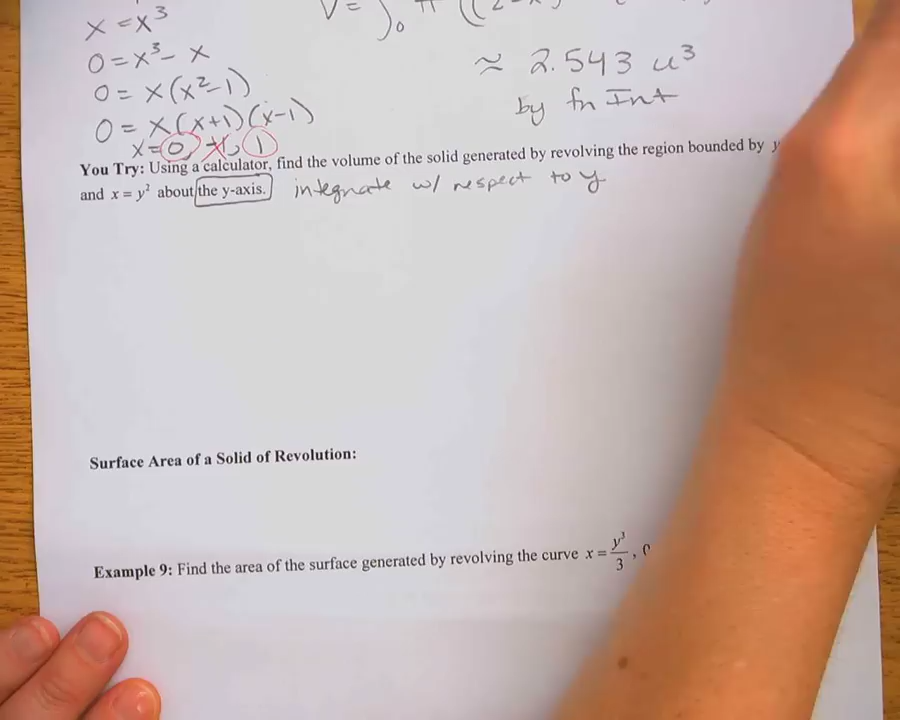 x = x³
0 = x³ - x
0 = x(x²-1)
0 = x(x+1)(x-1)
x = 0, -1, 1
V = ∫₀ π
≈ 2.543 u³
by fn Int
You Try: Using a calculator, find the volume of the solid generated by revolving the region bounded by y
and x = y² about the y-axis. integrate w/ respect to y
Surface Area of a Solid of Revolution:
Example 9: Find the area of the surface generated by revolving the curve x = y³/3, 0